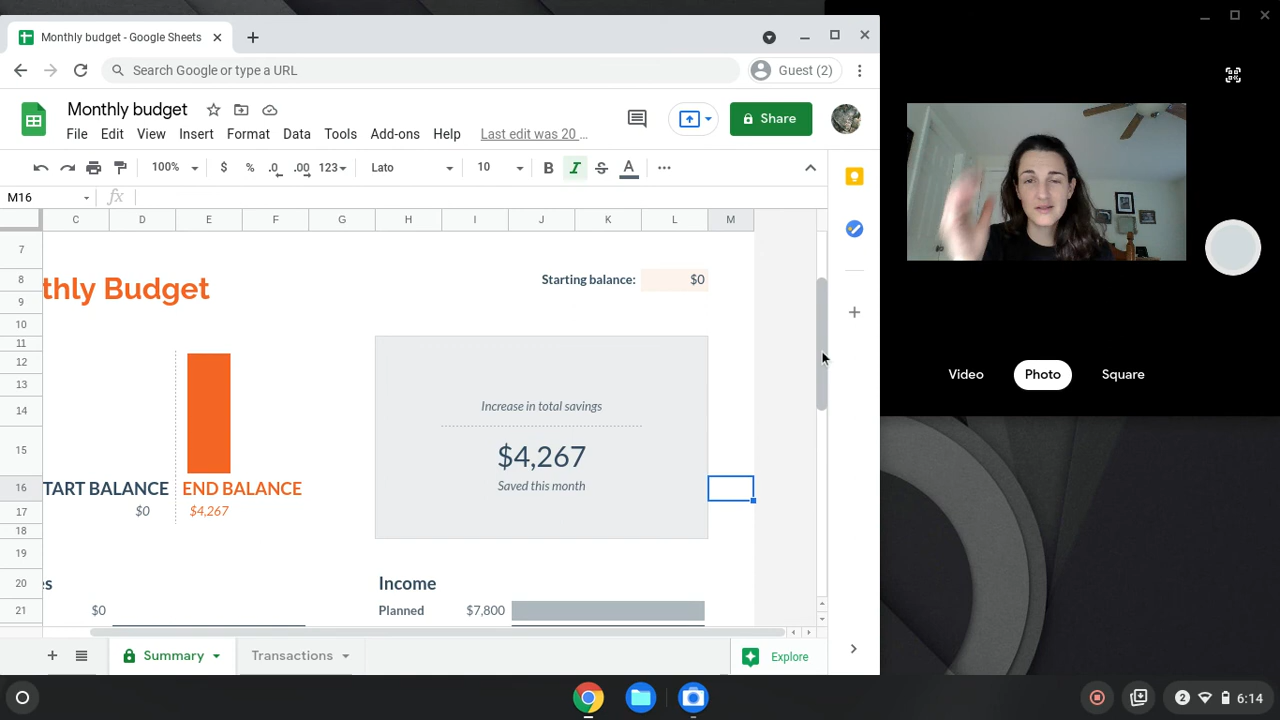 Monthly budget - Google Sheets
Search Google or type a URL
Guest (2)
Monthly budget
File Edit View Insert Format Data Tools Add-ons Help Last edit was 20 ...
Share
100% $ % .0 .00 123 Lato 10 B I S A
M16 fx
C D E F G H I J K L M
7
8 Starting balance: $0
thly Budget
9
10
11
12
13
14 Increase in total savings
15 $4,267
16 TART BALANCE END BALANCE Saved this month
17 $0 $4,267
18
19
20 es Income
21 $0 Planned $7,800
Summary Transactions Explore
Video Photo Square
2 6:14